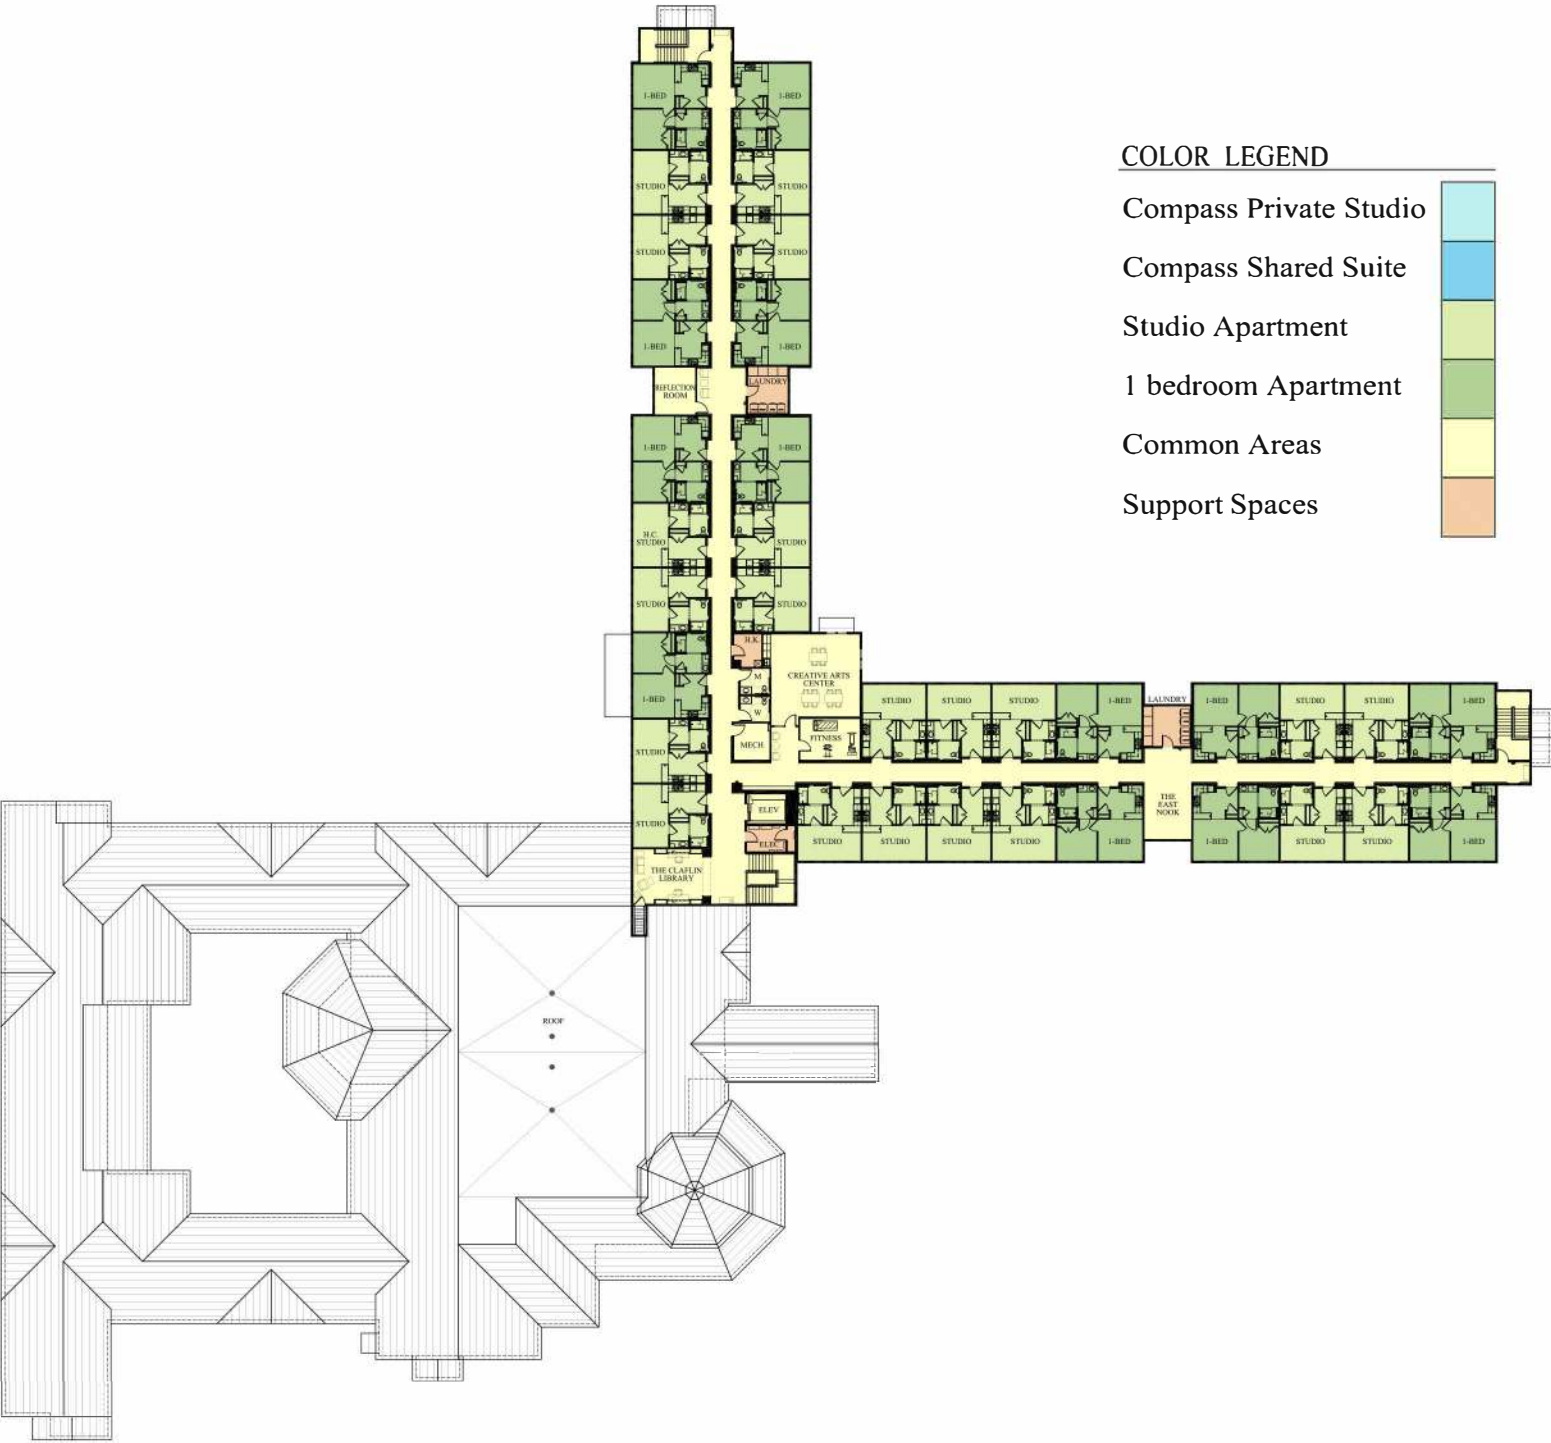 COLOR LEGEND
Compass Private Studio
Compass Shared Suite
Studio Apartment
1 bedroom Apartment
Common Areas
Support Spaces
1-BED
1-BED
STUDIO
STUDIO
STUDIO
STUDIO
1-BED
1-BED
REFLECTION
ROOM
LAUNDRY
1-BED
1-BED
H.C.
STUDIO
STUDIO
STUDIO
STUDIO
H.K.
M
W
MECH
CREATIVE ARTS
CENTER
FITNESS
1-BED
STUDIO
STUDIO
STUDIO
STUDIO
STUDIO
1-BED
LAUNDRY
1-BED
STUDIO
STUDIO
1-BED
THE
EAST
NOOK
ELEV
ELEC
STUDIO
STUDIO
STUDIO
STUDIO
1-BED
1-BED
STUDIO
STUDIO
1-BED
THE CLAFLIN
LIBRARY
ROOF